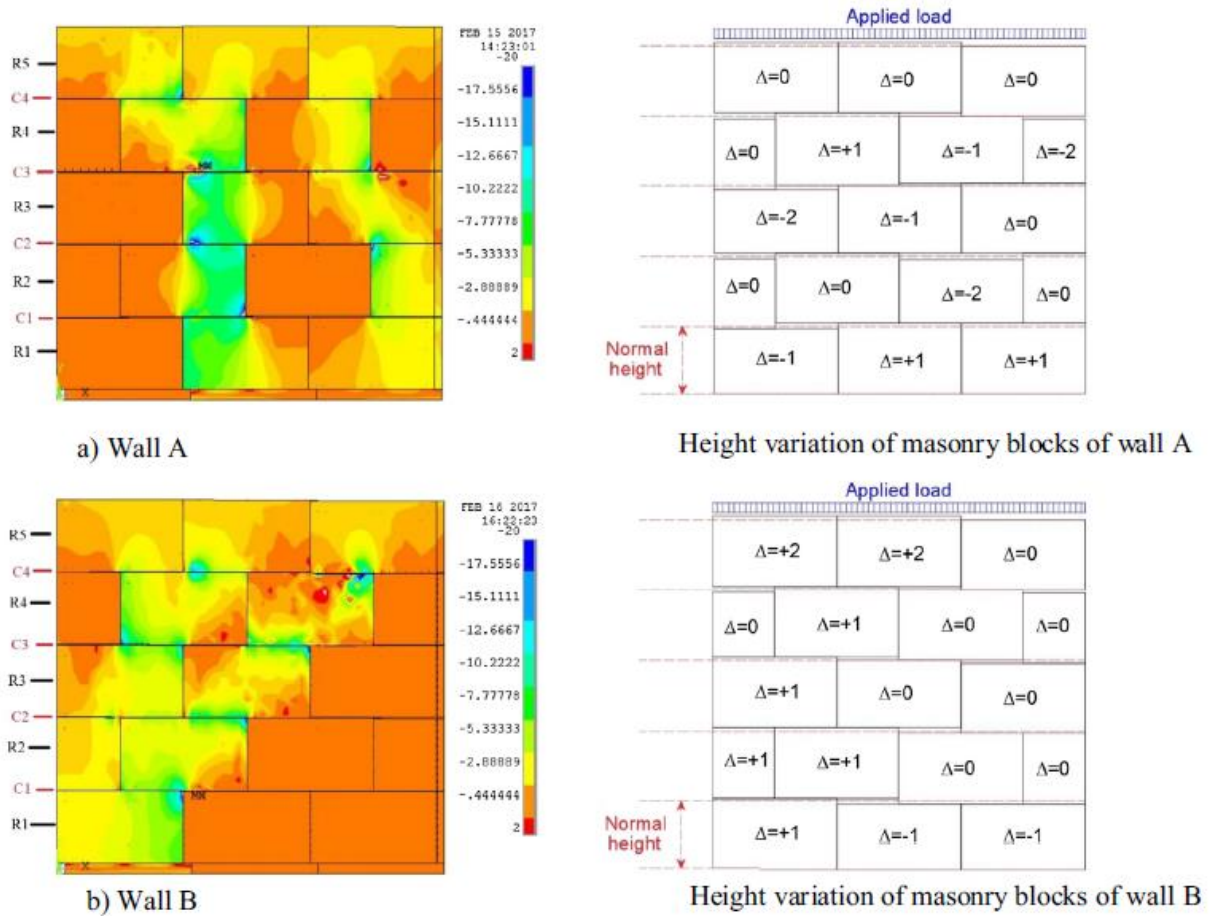 FEB 15 2017
14:23:01
-20
-17.5556
-15.1111
-12.6667
-10.2222
-7.77778
-5.33333
-2.88889
-.444444
2
R5
C4
R4
C3
R3
C2
R2
C1
R1
MX
X
a) Wall A
Applied load
Δ=0 Δ=0 Δ=0
Δ=0 Δ=+1 Δ=-1 Δ=-2
Δ=-2 Δ=-1 Δ=0
Δ=0 Δ=0 Δ=-2 Δ=0
Normal
height
Δ=-1 Δ=+1 Δ=+1
Height variation of masonry blocks of wall A
FEB 16 2017
16:22:23
-20
-17.5556
-15.1111
-12.6667
-10.2222
-7.77778
-5.33333
-2.88889
-.444444
2
R5
C4
R4
C3
R3
C2
R2
C1
R1
MX
X
b) Wall B
Applied load
Δ=+2 Δ=+2 Δ=0
Δ=0 Δ=+1 Δ=0 Δ=0
Δ=+1 Δ=0 Δ=0
Δ=+1 Δ=+1 Δ=0 Δ=0
Normal
height
Δ=+1 Δ=-1 Δ=-1
Height variation of masonry blocks of wall B